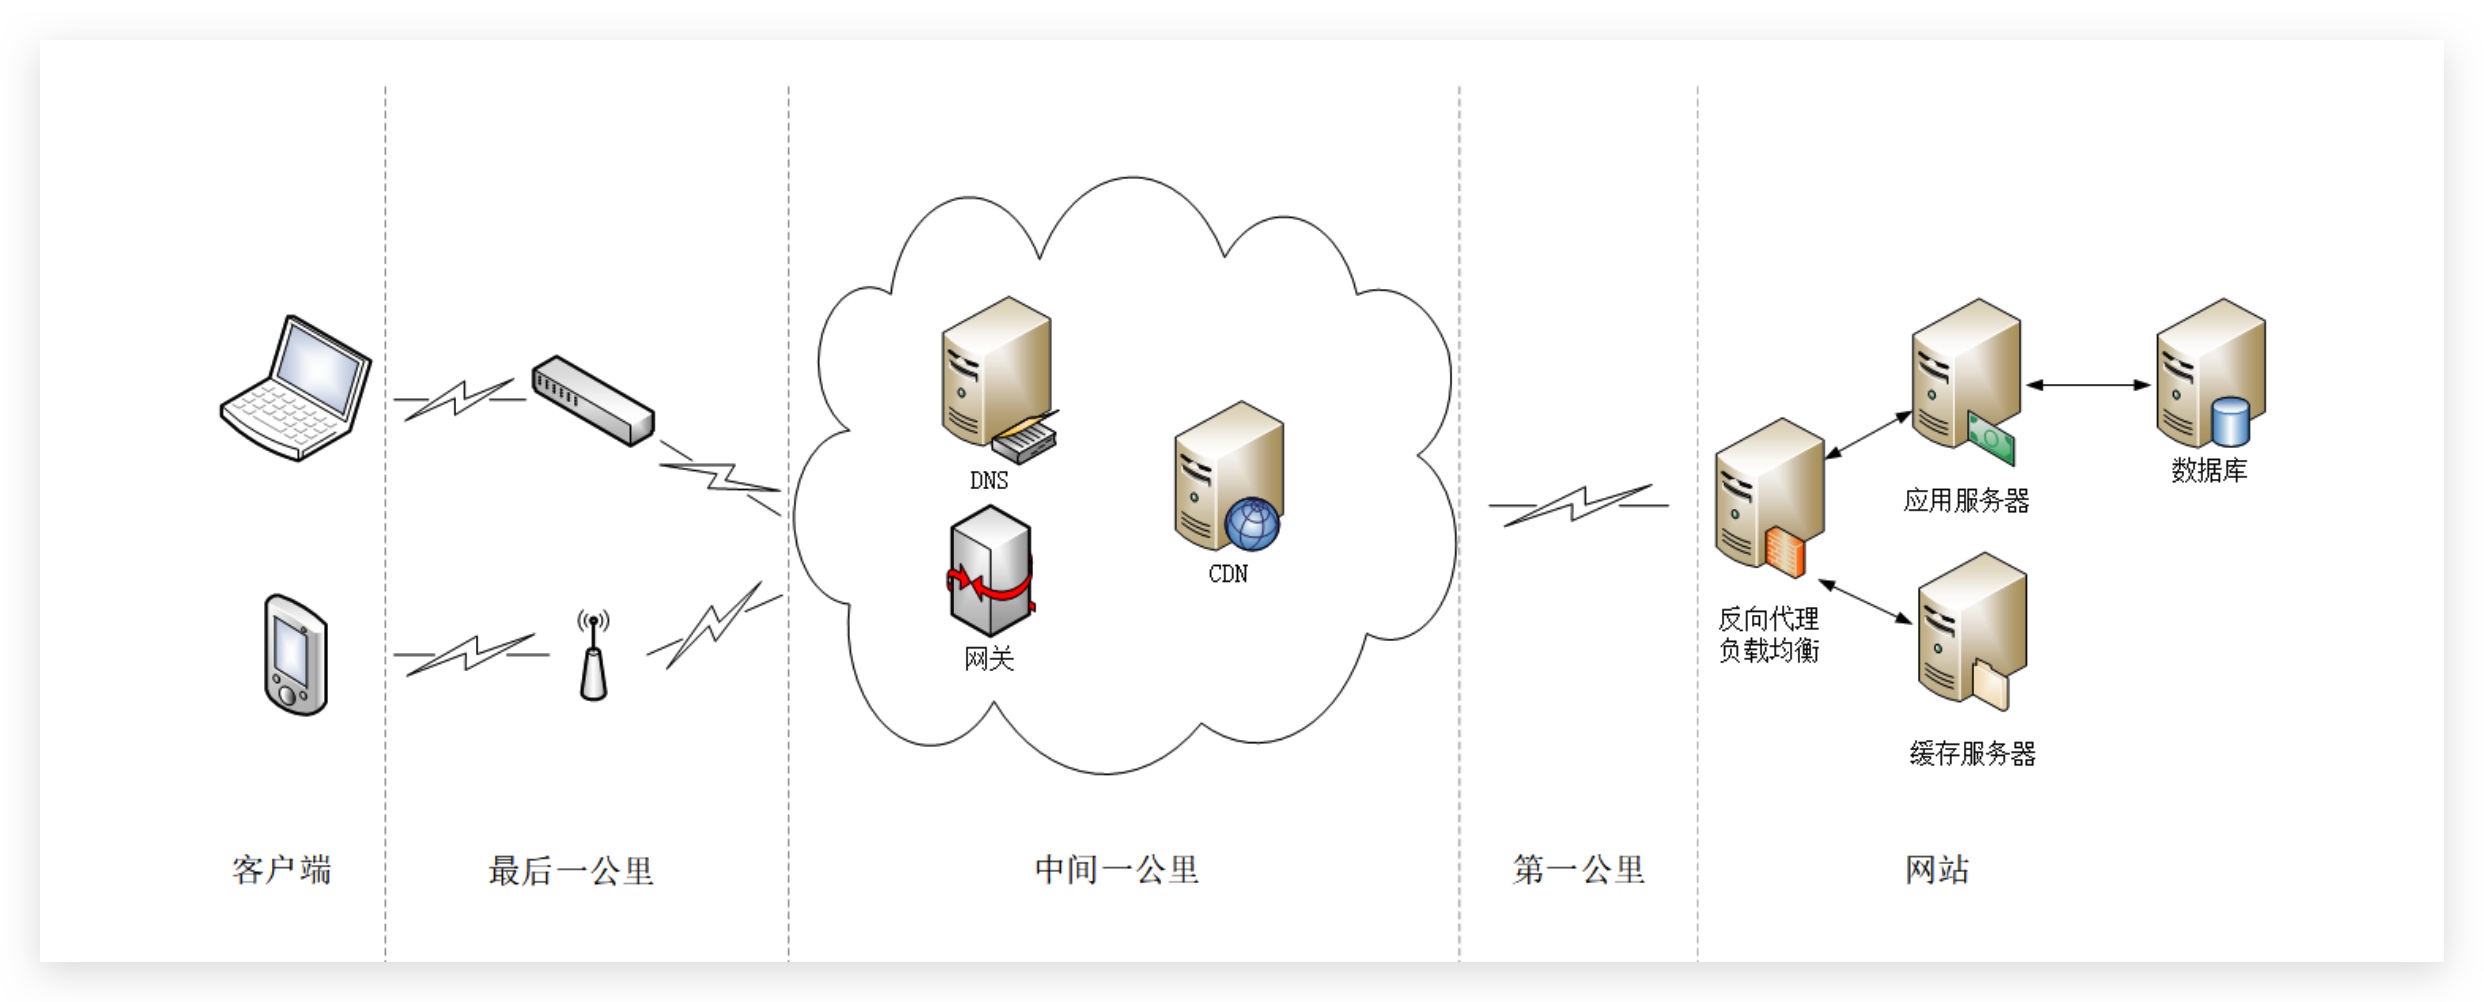 DNS
CDN
网关
数据库
应用服务器
反向代理
负载均衡
缓存服务器
客户端
最后一公里
中间一公里
第一公里
网站